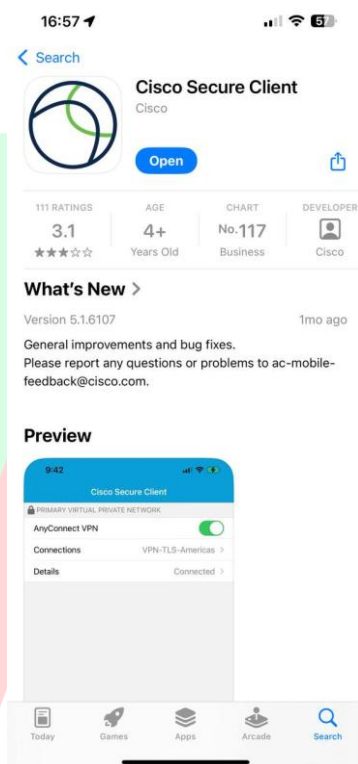 16:57
57
Search
Cisco Secure Client
Cisco
Open
111 RATINGS
3.1
AGE
4+
Years Old
CHART
No.117
Business
DEVELOPER
Cisco
What's New
Version 5.1.6107
1mo ago
General improvements and bug fixes.
Please report any questions or problems to ac-mobile-
feedback@cisco.com.
Preview
9:42
Cisco Secure Client
PRIMARY VIRTUAL PRIVATE NETWORK
AnyConnect VPN
Connections
VPN-TLS-Americas
Details
Connected
Today
Games
Apps
Arcade
Search